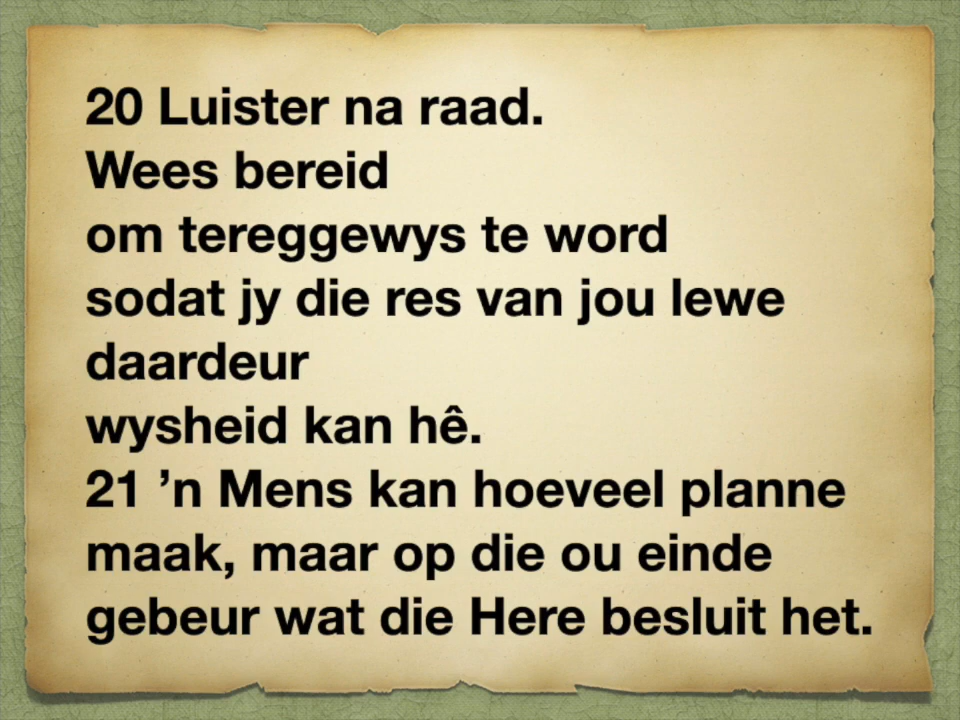 20 Luister na raad.
Wees bereid
om tereggewys te word
sodat jy die res van jou lewe
daardeur
wysheid kan hê.
21 ’n Mens kan hoeveel planne
maak, maar op die ou einde
gebeur wat die Here besluit het.